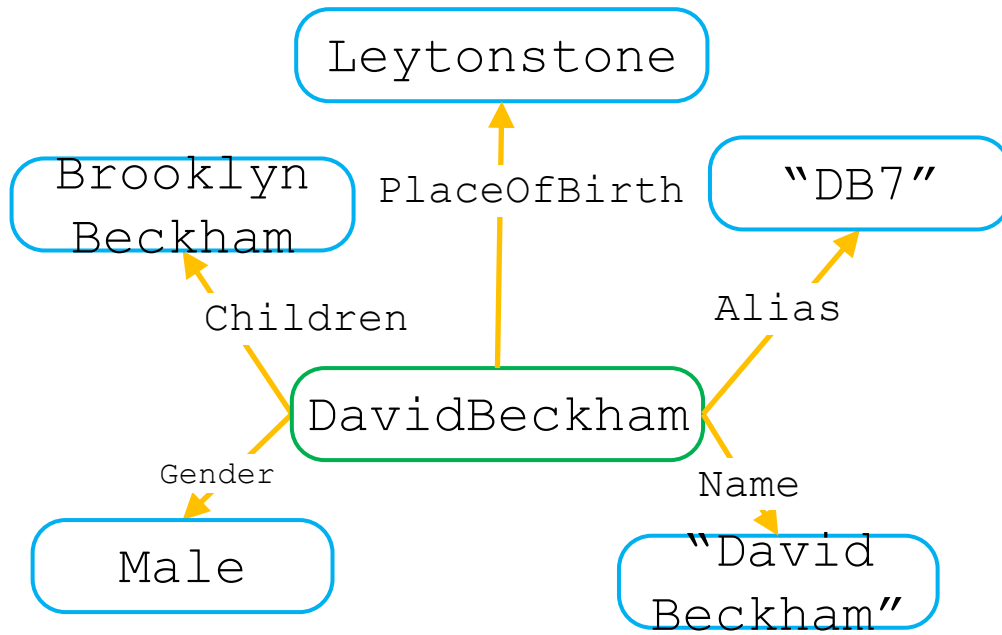 Leytonstone
Brooklyn
Beckham
PlaceOfBirth
“DB7”
Children
Alias
DavidBeckham
Gender
Name
Male
“David
Beckham”